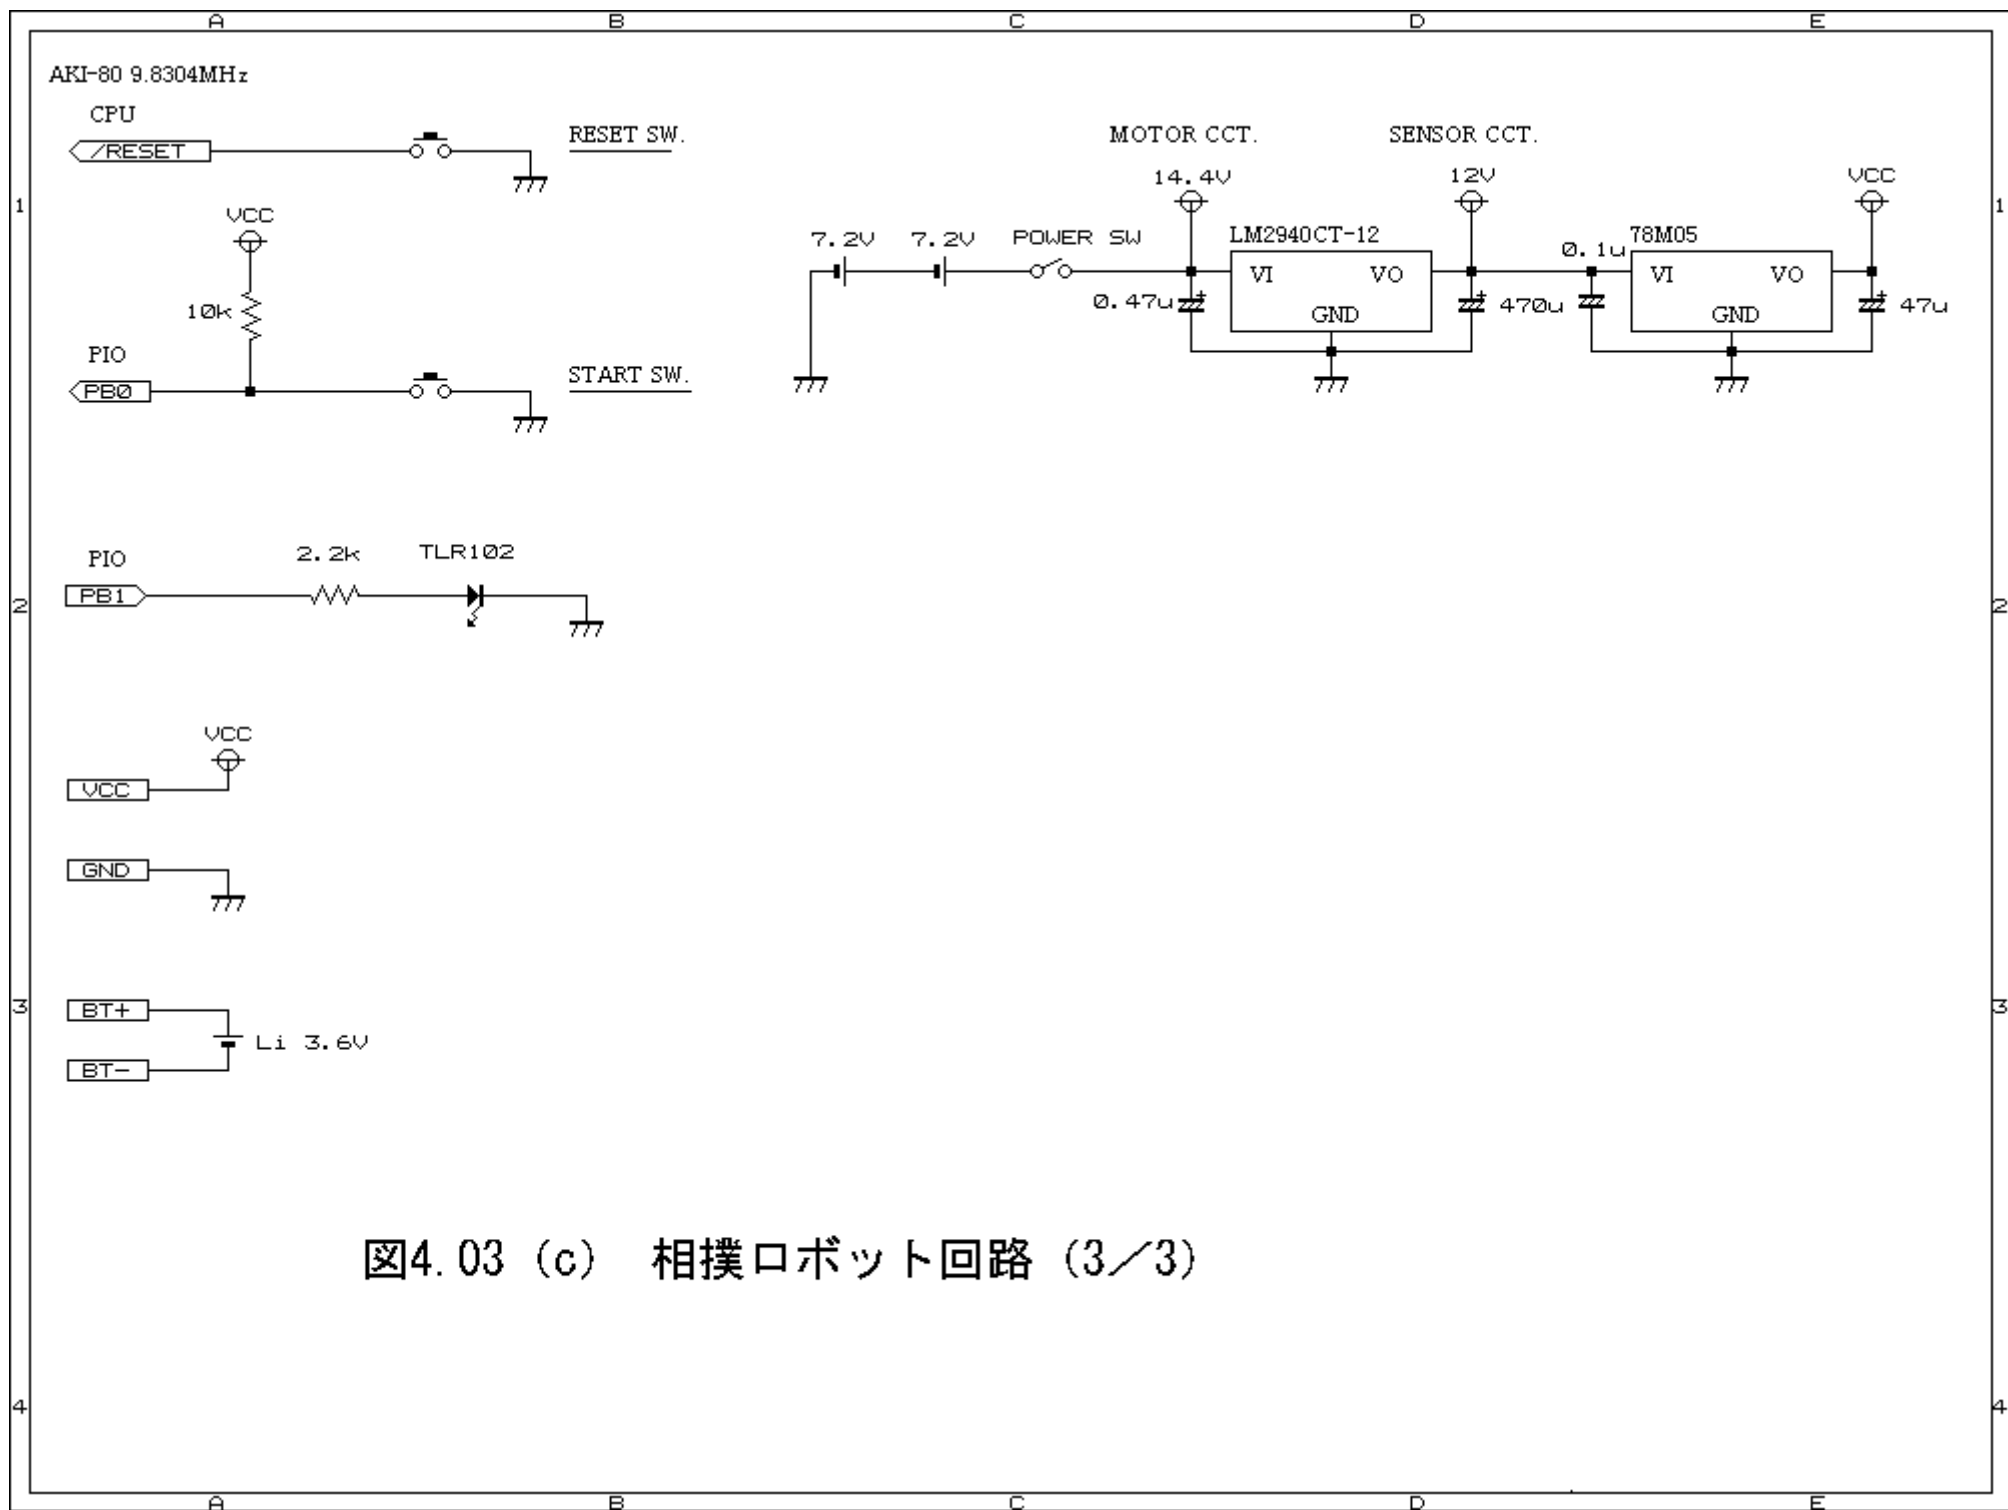 A B C D E
AKI-80 9.8304MHz
CPU
/RESET
RESET SW.
MOTOR CCT.
SENSOR CCT.
14.4V
12V
VCC
1
1
VCC
7.2V
7.2V
POWER SW
LM2940CT-12
0.1u
78M05
VI
VO
VI
VO
10k
0.47u
GND
470u
GND
47u
PIO
PB0
START SW.
PIO
2.2k
TLR102
PB1
2
2
VCC
VCC
GND
3
BT+
3
Li 3.6V
BT-
図4.03 (c) 相撲ロボット回路 (3/3)
4
4
A B C D E